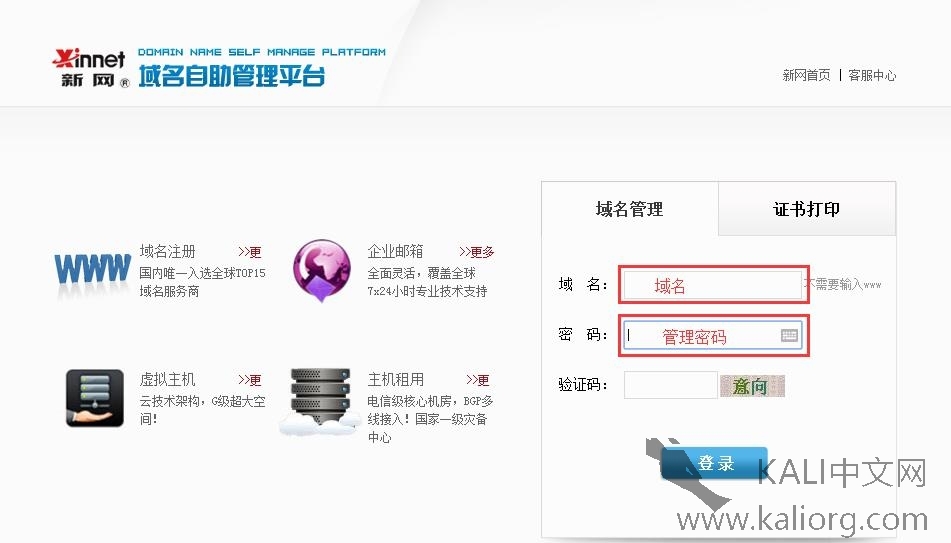 Xinnet
新网®
DOMAIN NAME SELF MANAGE PLATFORM
域名自助管理平台
新网首页 | 客服中心
域名管理
证书打印
WWW
域名注册 >>更
国内唯一入选全球TOP15
域名服务商
企业邮箱 >>更多
全面灵活，覆盖全球
7x24小时专业技术支持
虚拟主机 >>更
云技术架构，G级超大空
间！
主机租用 >>更
电信级核心机房，BGP多
线接入！国家一级灾备
中心
域 名： 域名 不需要输入www
密 码： 管理密码
验证码： 意向
登录
KALI中文网
www.kaliorg.com